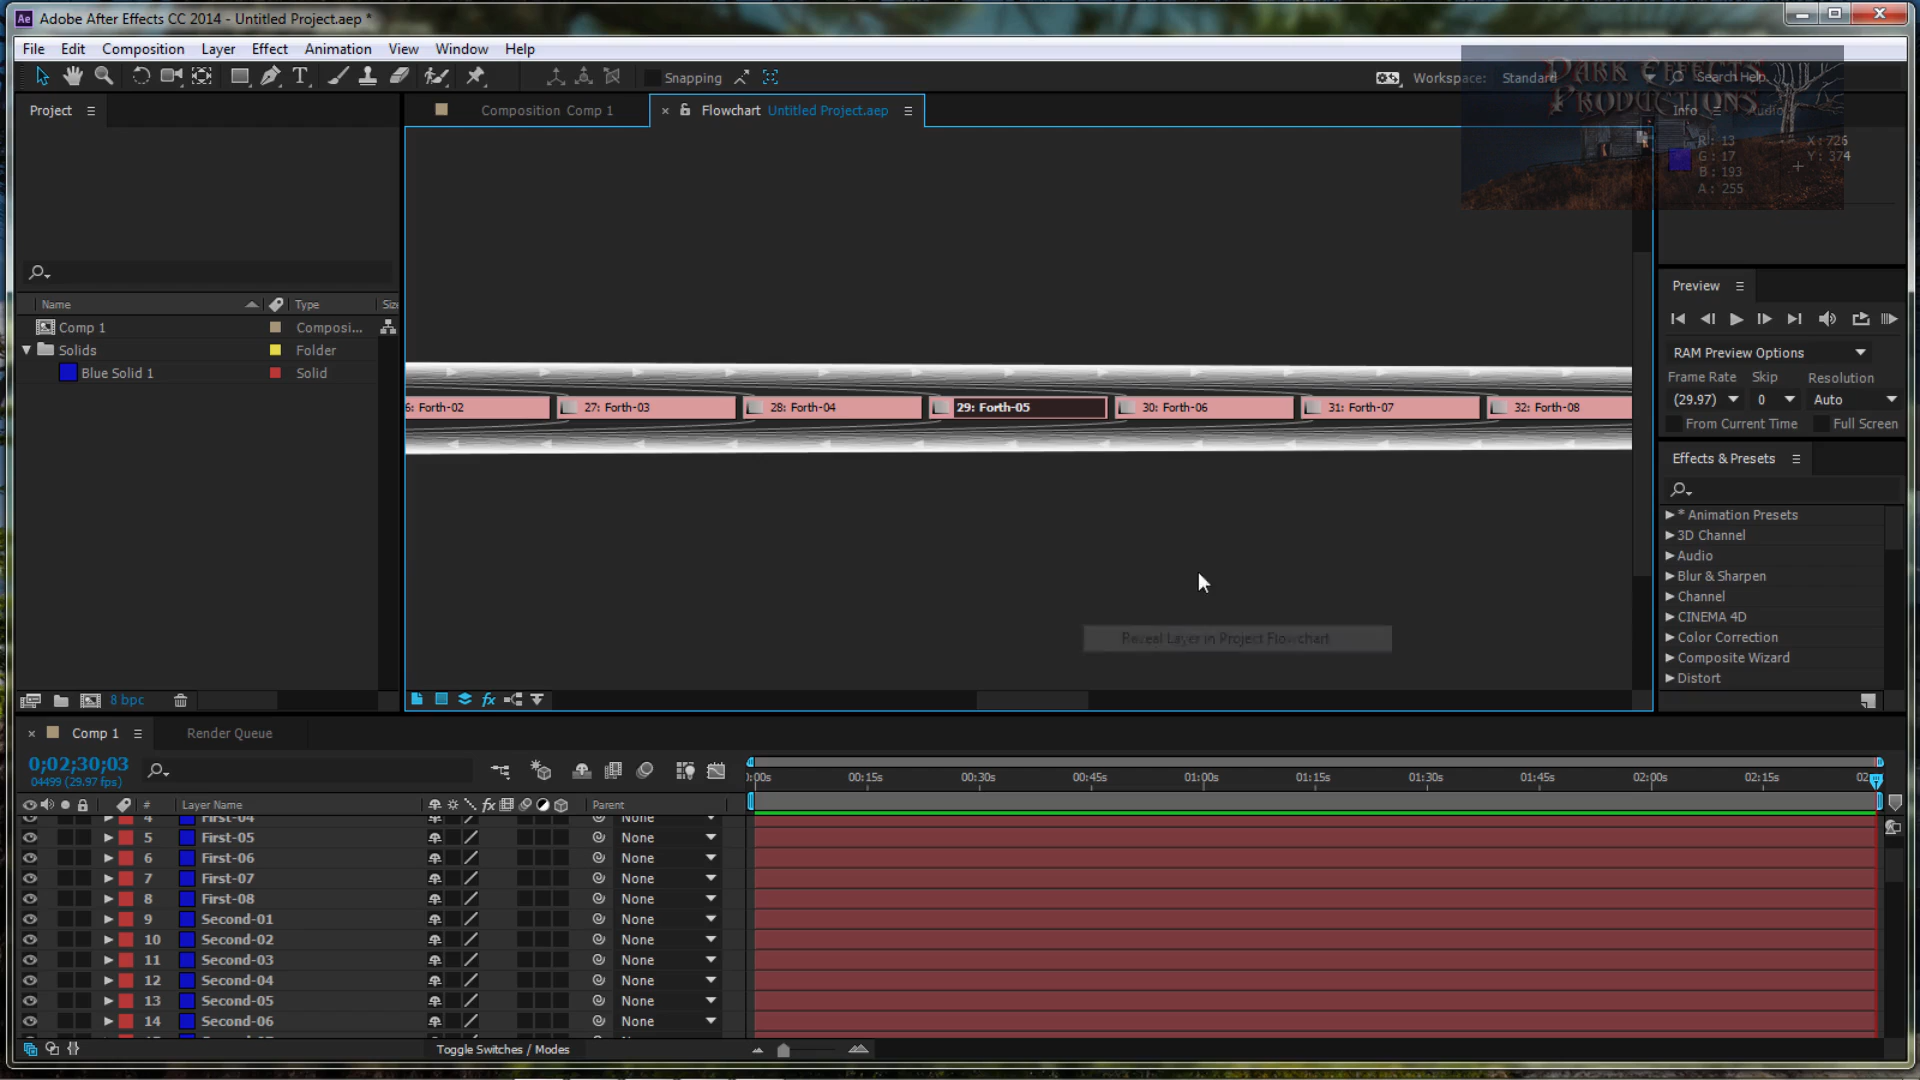 Adobe After Effects CC 2014 - Untitled Project.aep *
File Edit Composition Layer Effect Animation View Window Help
Snapping
Workspace: Standard
Search Help
PARK EFFECTS
PRODUCTIONS
Project
Composition Comp 1
Flowchart Untitled Project.aep
Info
Audio
R: 13
G: 17
B: 193
A: 255
X: 726
Y: 374
Name Type Size
Comp 1 Composi...
Solids Folder
Blue Solid 1 Solid
8 bpc
6: Forth-02
27: Forth-03
28: Forth-04
29: Forth-05
30: Forth-06
31: Forth-07
32: Forth-08
Reveal Layer in Project Flowchart
fx
Preview
RAM Preview Options
Frame Rate Skip Resolution
(29.97) 0 Auto
From Current Time Full Screen
Effects & Presets
* Animation Presets
3D Channel
Audio
Blur & Sharpen
Channel
CINEMA 4D
Color Correction
Composite Wizard
Distort
Comp 1
Render Queue
0;02;30;03
04499 (29.97 fps)
):00s 00:15s 00:30s 00:45s 01:00s 01:15s 01:30s 01:45s 02:00s 02:15s 02:
# Layer Name fx Parent
4 First-04 None
5 First-05 None
6 First-06 None
7 First-07 None
8 First-08 None
9 Second-01 None
10 Second-02 None
11 Second-03 None
12 Second-04 None
13 Second-05 None
14 Second-06 None
Toggle Switches / Modes